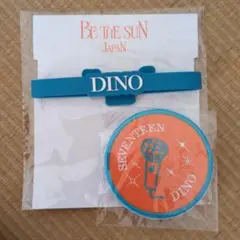 BE THE SUN
JAPAN
DINO
SEVENTEEN
DINO